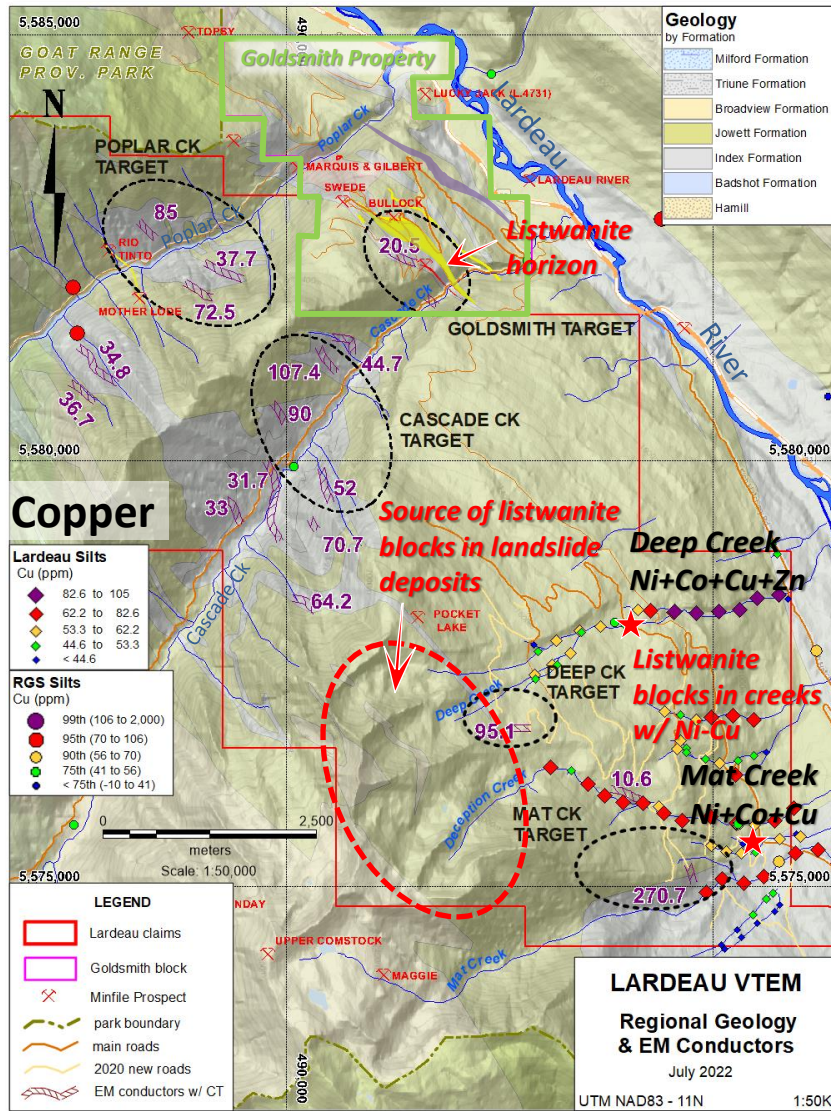 5,585,000
490,000
TOPSY
GOAT RANGE
PROV. PARK
Goldsmith Property
Geology
by Formation
Milford Formation
Triune Formation
Broadview Formation
Jowett Formation
Index Formation
Badshot Formation
Hamill
N
LUCKY JACK (L.4731)
Lardeau
Poplar Ck
POPLAR CK
TARGET
MARQUIS & GILBERT
LARDEAU RIVER
SWEDE
BULLOCK
85
Poplar Ck
RIO
TINTO
20.5
Listwanite
horizon
37.7
72.5
MOTHER LODE
Cascade Ck
GOLDSMITH TARGET
River
34.8
36.7
107.4
44.7
90
CASCADE CK
TARGET
5,580,000
5,580,000
31.7
33
52
70.7
Copper
Source of listwanite
blocks in landslide
deposits
Deep Creek
Ni+Co+Cu+Zn
Lardeau Silts
Cu (ppm)
82.6 to 105
62.2 to 82.6
53.3 to 62.2
44.6 to 53.3
< 44.6
Cascade Ck
64.2
POCKET
LAKE
Listwanite
blocks in creeks
w/ Ni-Cu
RGS Silts
Cu (ppm)
99th (106 to 2,000)
95th (70 to 106)
90th (56 to 70)
75th (41 to 56)
< 75th (-10 to 41)
Deep Creek
DEEP CK
TARGET
95.1
10.6
Mat Creek
Ni+Co+Cu
Deception Creek
MAT CK
TARGET
0
2,500
meters
Scale: 1:50,000
5,575,000
5,575,000
270.7
LEGEND
Lardeau claims
Goldsmith block
Minfile Prospect
park boundary
main roads
2020 new roads
EM conductors w/ CT
NDAY
UPPER COMSTOCK
MAGGIE
Mat Creek
490,000
LARDEAU VTEM
Regional Geology
& EM Conductors
July 2022
UTM NAD83 - 11N
1:50K